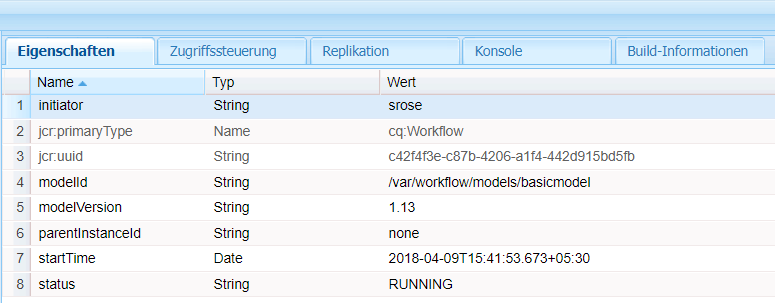 Eigenschaften Zugriffssteuerung Replikation Konsole Build-Informationen
Name Typ Wert
1 initiator String srose
2 jcr:primaryType Name cq:Workflow
3 jcr:uuid String c42f4f3e-c87b-4206-a1f4-442d915bd5fb
4 modelId String /var/workflow/models/basicmodel
5 modelVersion String 1.13
6 parentInstanceId String none
7 startTime Date 2018-04-09T15:41:53.673+05:30
8 status String RUNNING